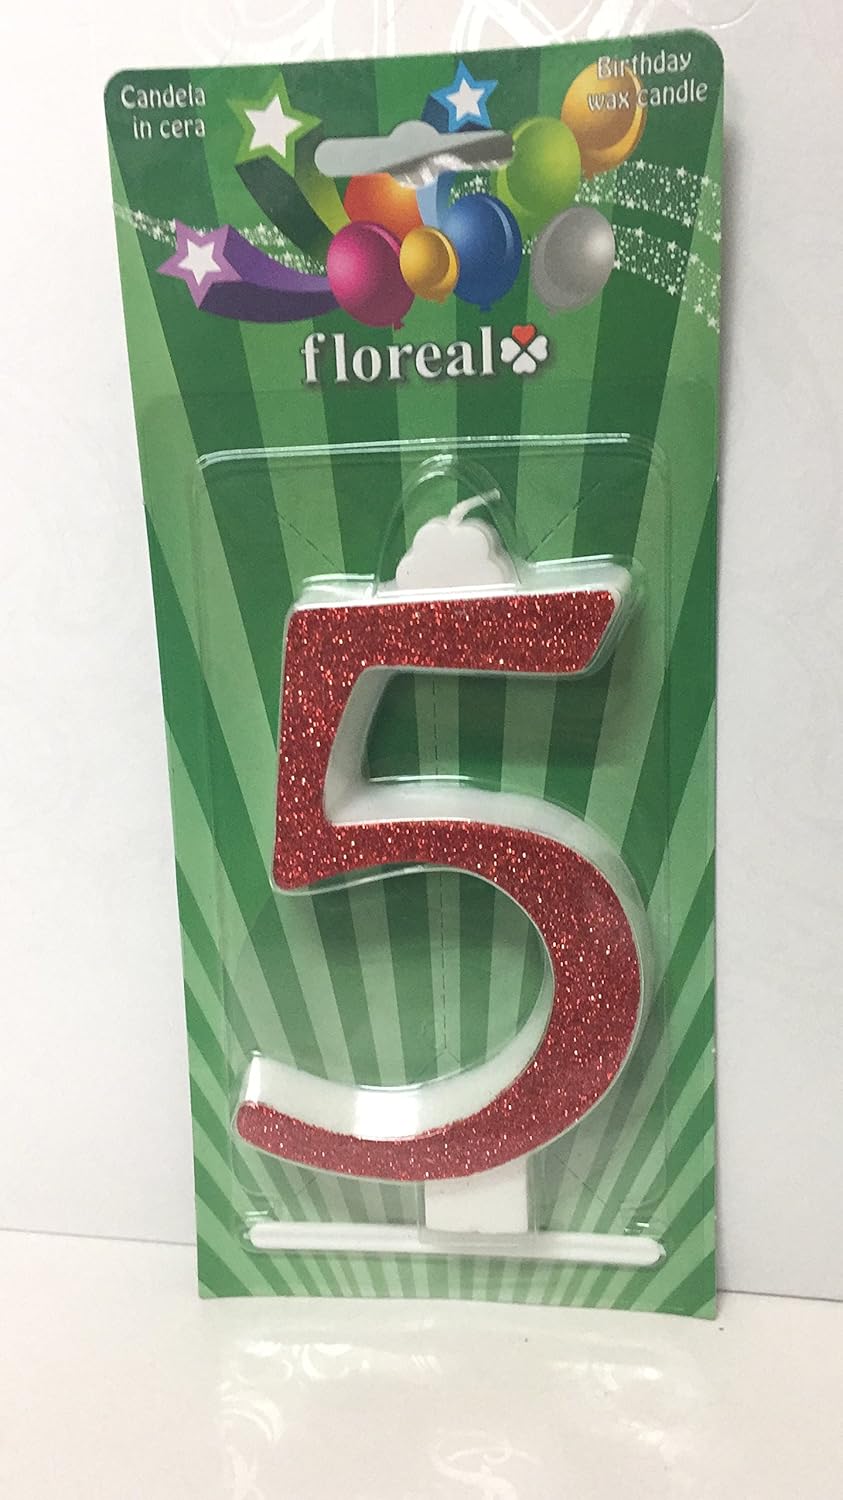 Candela
in cera
Birthday
wax candle
floreal
5